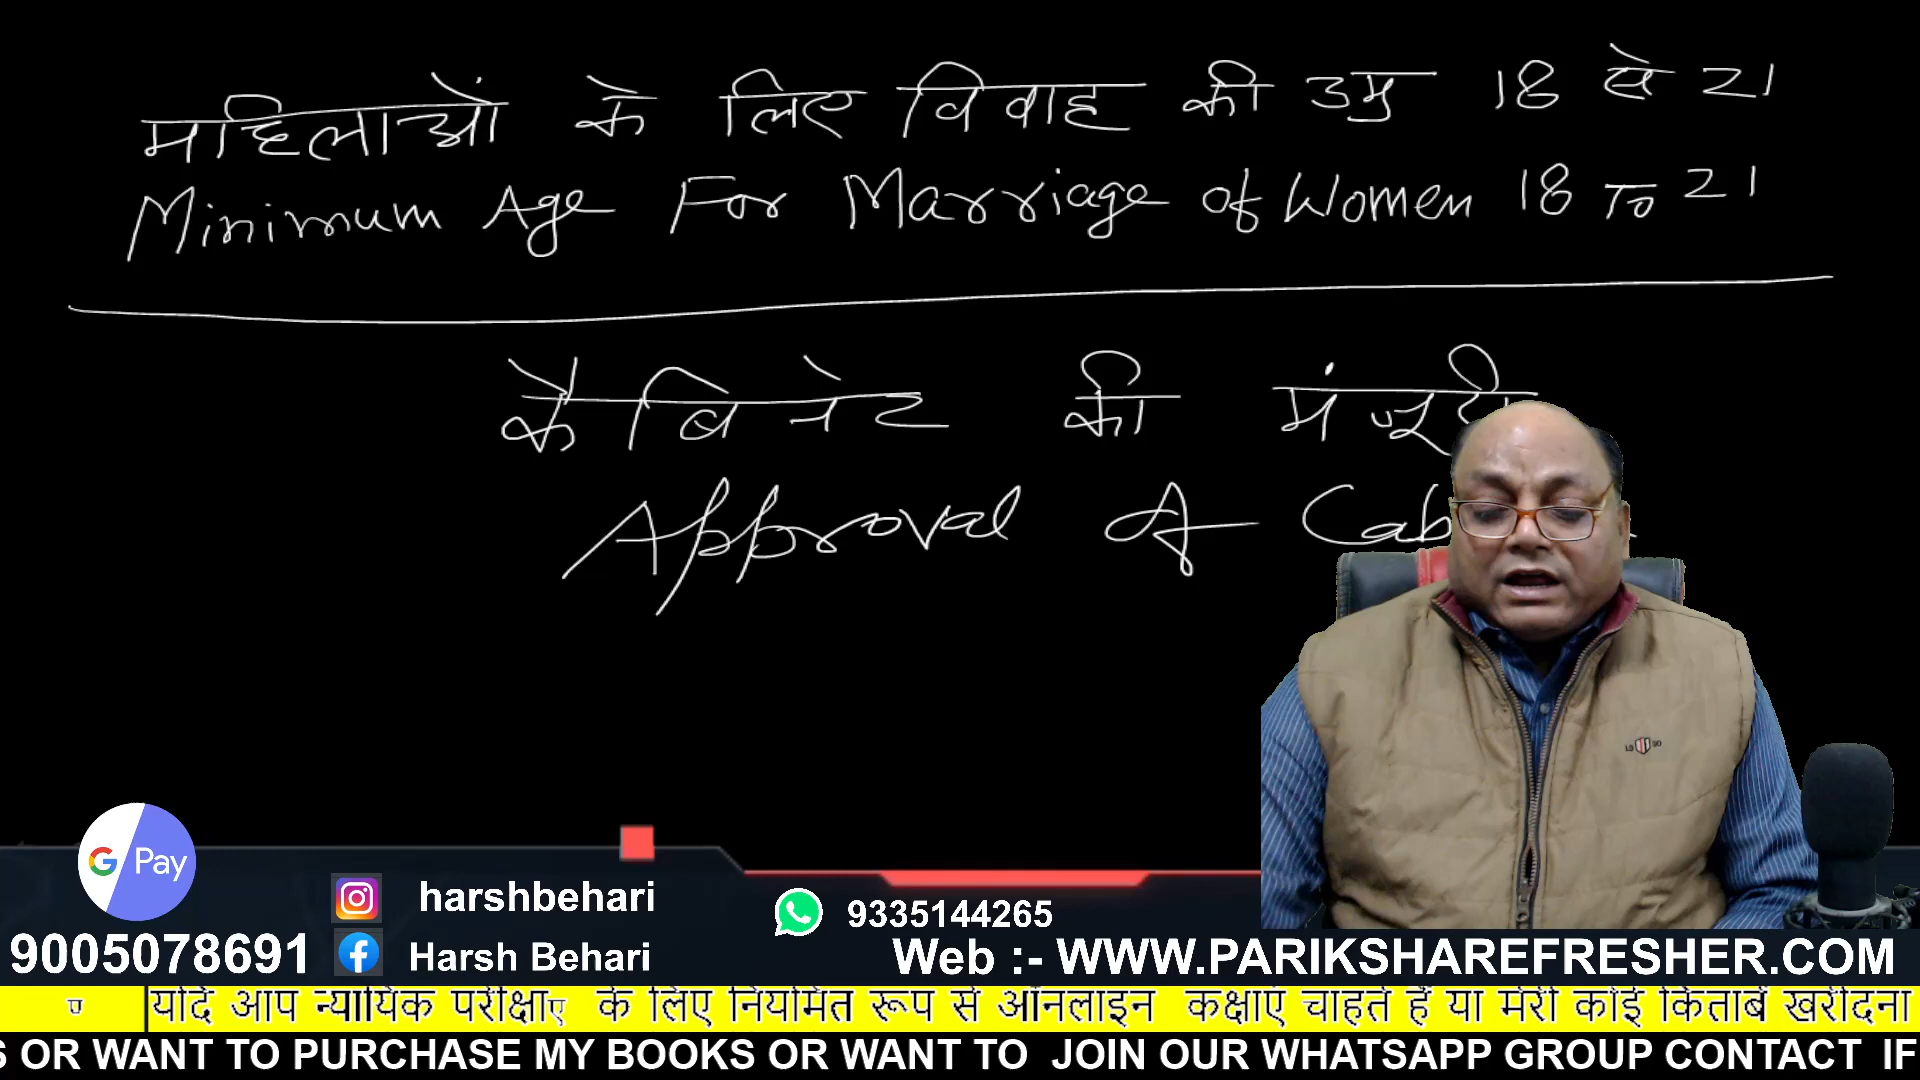 महिलाओं के लिए विवाह की उम्र 18 से 21
Minimum Age For Marriage of Women 18 To 21
कैबिनेट की मंजूरी
Approval of Cab
G Pay
9005078691
harshbehari
Harsh Behari
9335144265
Web :- WWW.PARIKSHAREFRESHER.COM
यदि आप न्यायिक परीक्षाए के लिए नियमित रूप से ऑनलाइन कक्षाएं चाहते हैं या मेरी कोई किताबें खरीदना
S OR WANT TO PURCHASE MY BOOKS OR WANT TO JOIN OUR WHATSAPP GROUP CONTACT IF